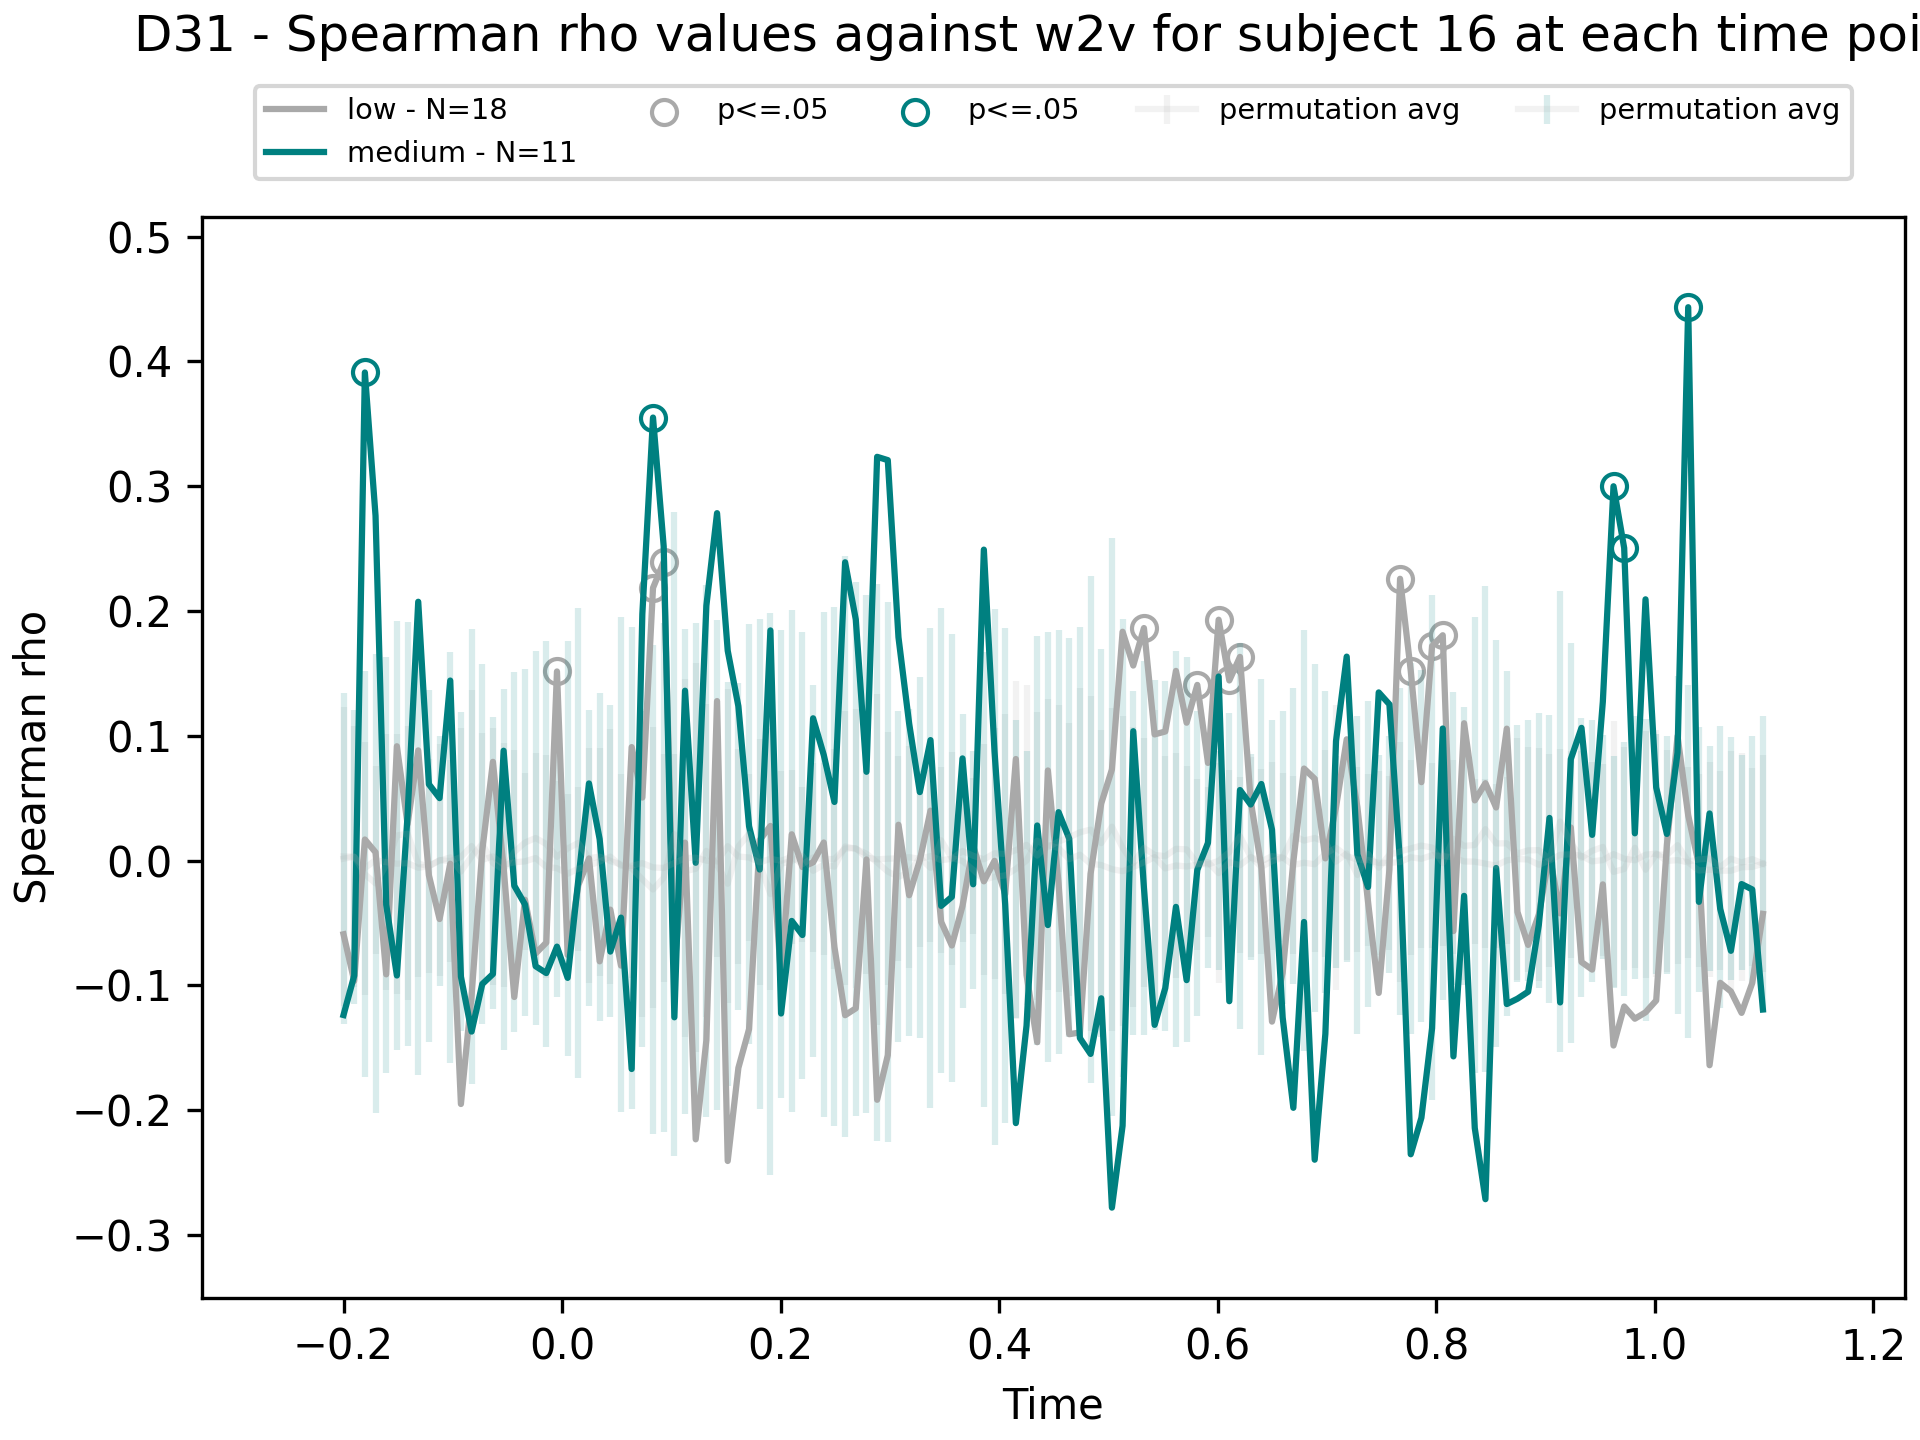 D31 - Spearman rho values against w2v for subject 16 at each time poi
low - N=18 p<=.05 p<=.05 permutation avg permutation avg
medium - N=11
0.5
0.4
0.3
0.2
0.1
0.0
−0.1
−0.2
−0.3
Spearman rho
−0.2 0.0 0.2 0.4 0.6 0.8 1.0 1.2
Time